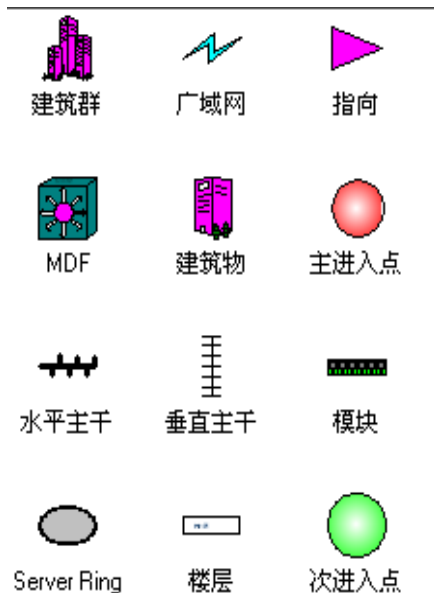 建筑群 广域网 指向
MDF 建筑物 主进入点
水平主干 垂直主干 模块
Server Ring 楼层 次进入点